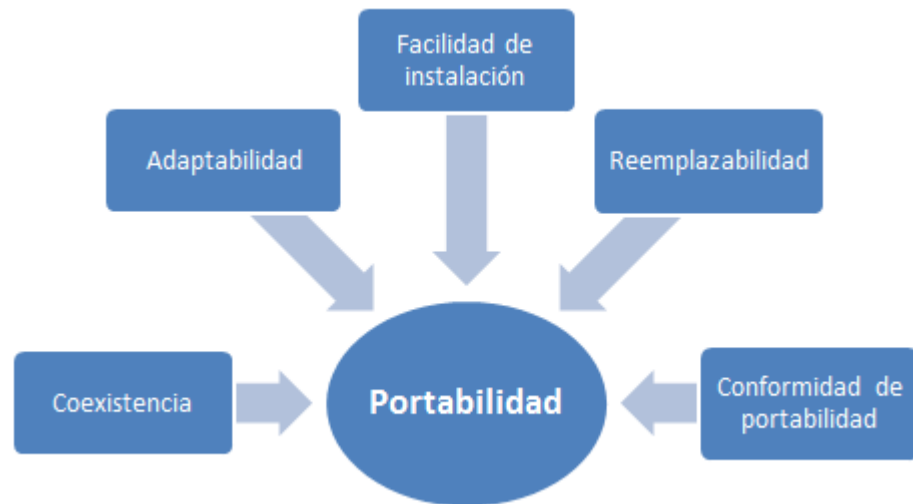 Facilidad de
instalación
Adaptabilidad
Reemplazabilidad
Coexistencia
Portabilidad
Conformidad de
portabilidad